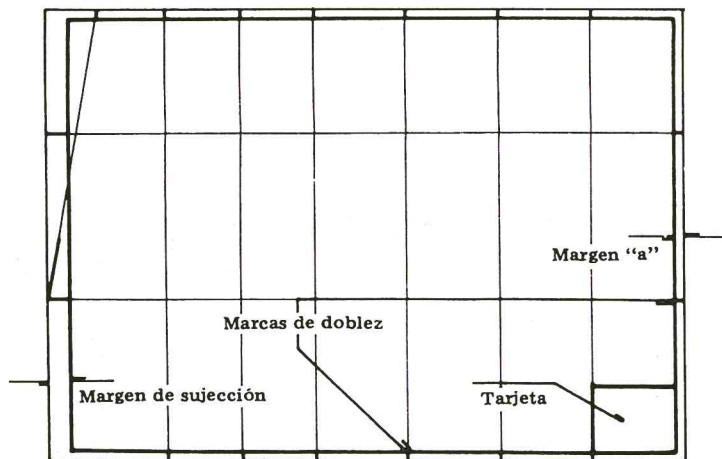 Margen “a”
Marcas de doblez
Margen de sujección
Tarjeta